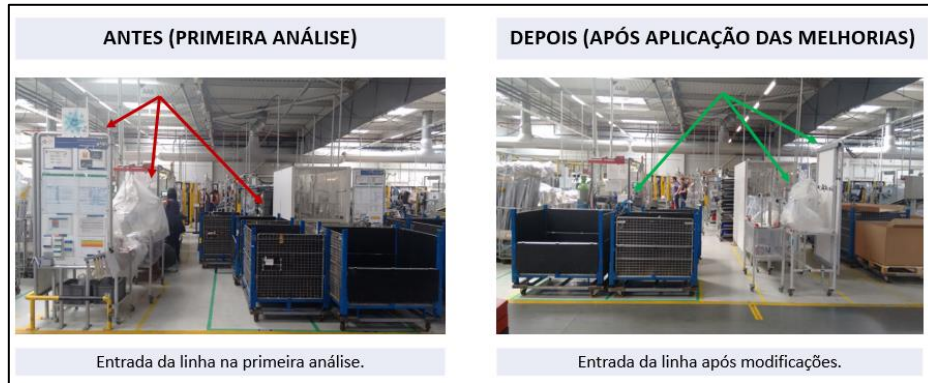 ANTES (PRIMEIRA ANÁLISE)
DEPOIS (APÓS APLICAÇÃO DAS MELHORIAS)
Entrada da linha na primeira análise.
Entrada da linha após modificações.